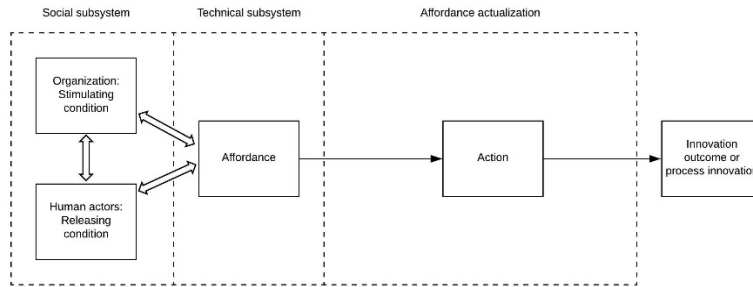 Social subsystem
Technical subsystem
Affordance actualization
Organization:
Stimulating
condition
Human actors:
Releasing
condition
Affordance
Action
Innovation
outcome or
process innovation